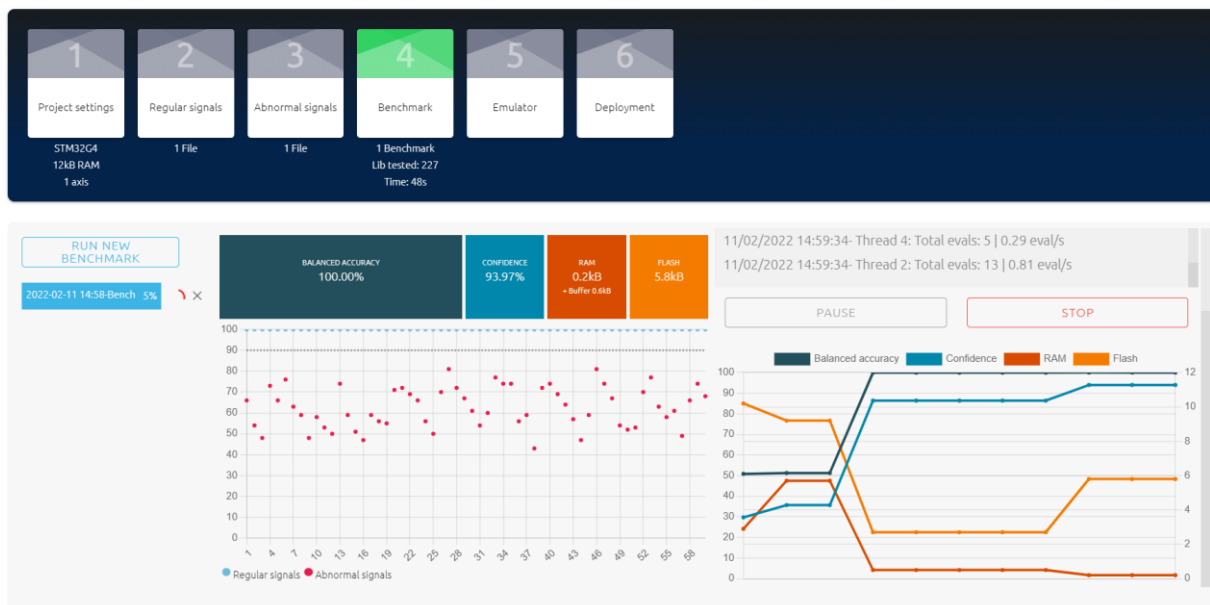 1
2
3
4
5
6
Project settings
Regular signals
Abnormal signals
Benchmark
Emulator
Deployment
STM32G4
12kB RAM
1 axis
1 File
1 File
1 Benchmark
Lib tested: 227
Time: 48s
RUN NEW
BENCHMARK
2022-02-11 14:58-Bench 5%
BALANCED ACCURACY
100.00%
CONFIDENCE
93.97%
RAM
0.2kB
+ Buffer 0.6kB
FLASH
5.8kB
100
90
80
70
60
50
40
30
20
10
0
1 4 7 10 13 16 19 22 25 28 31 34 37 40 43 46 49 52 55 58
Regular signals Abnormal signals
11/02/2022 14:59:34- Thread 4: Total evals: 5 | 0.29 eval/s
11/02/2022 14:59:34- Thread 2: Total evals: 13 | 0.81 eval/s
PAUSE
STOP
Balanced accuracy Confidence RAM Flash
100
90
80
70
60
50
40
30
20
10
0
12
10
8
6
4
2
0